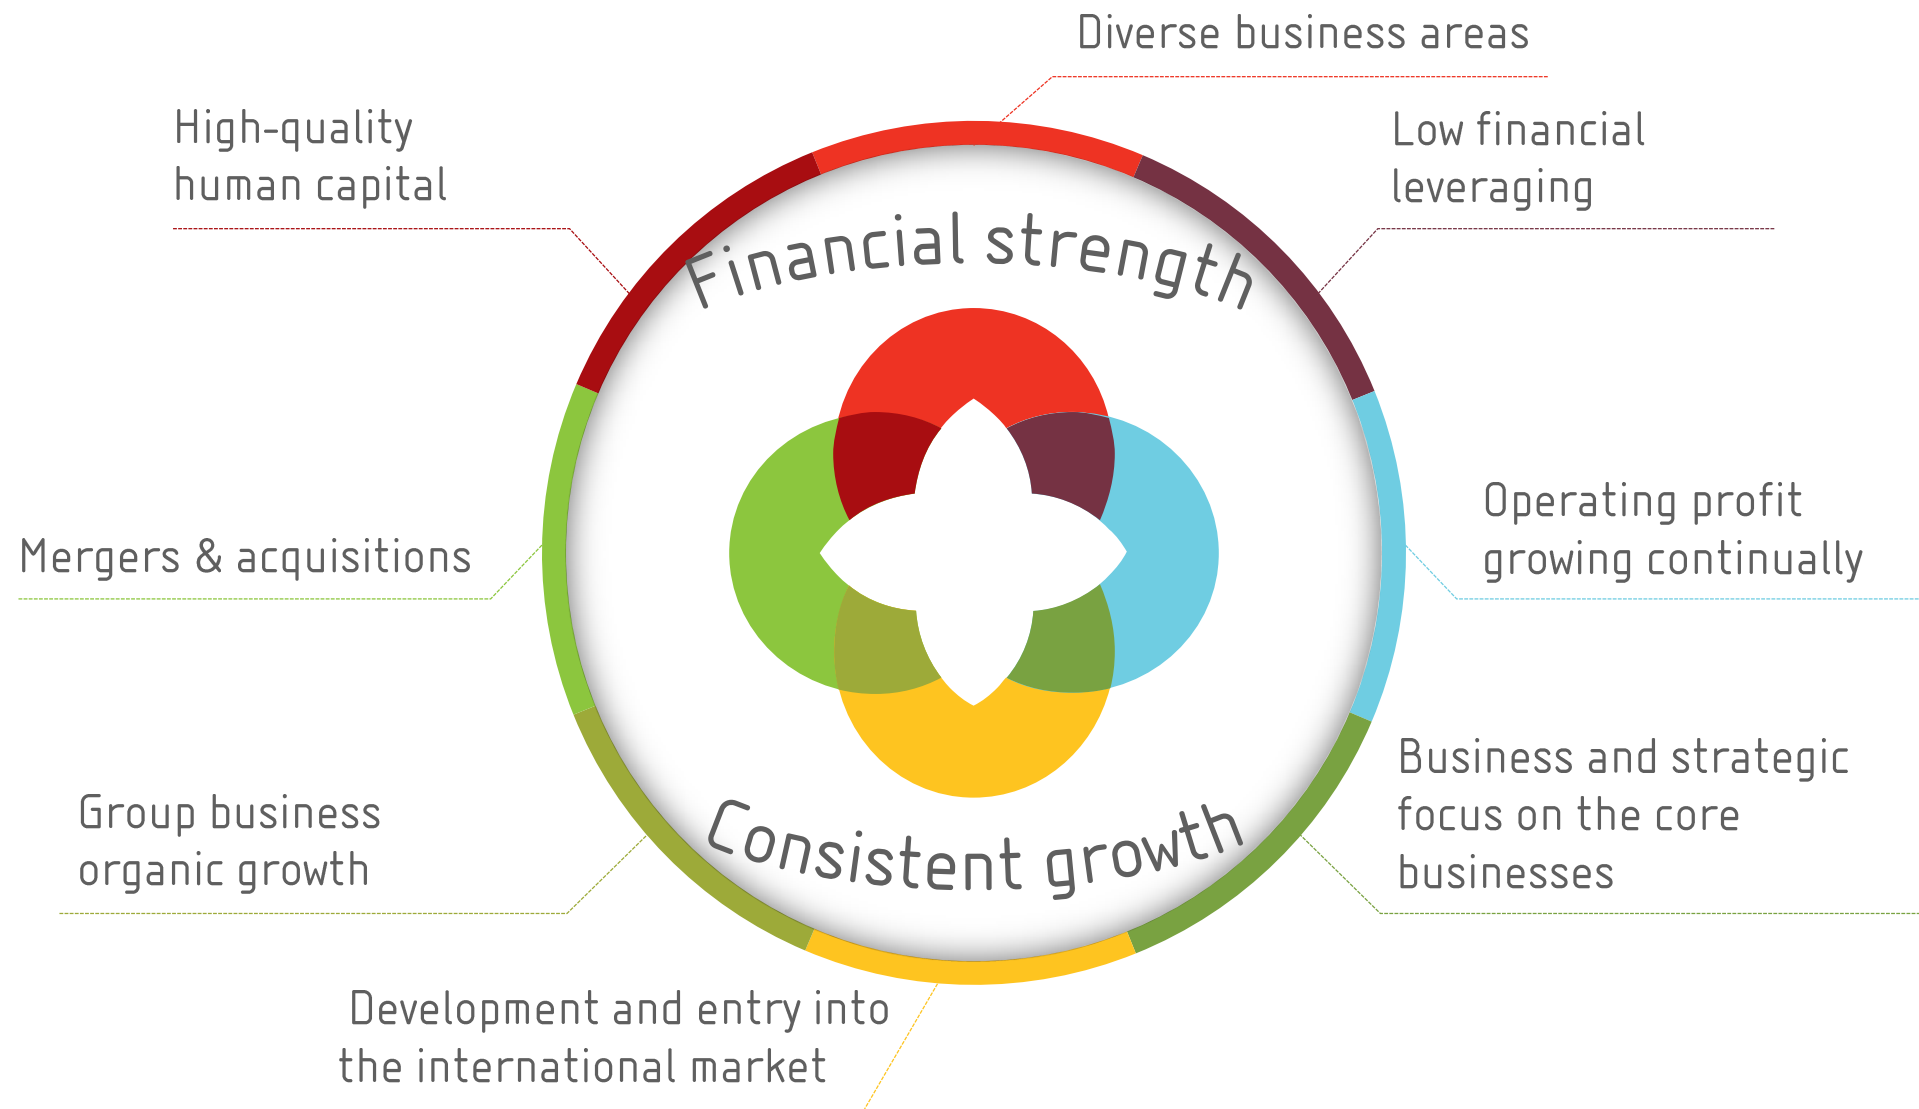 Diverse business areas
High-quality
human capital
Low financial
leveraging
Financial strength
Operating profit
growing continually
Mergers & acquisitions
Business and strategic
focus on the core
businesses
Group business
organic growth
Consistent growth
Development and entry into
the international market